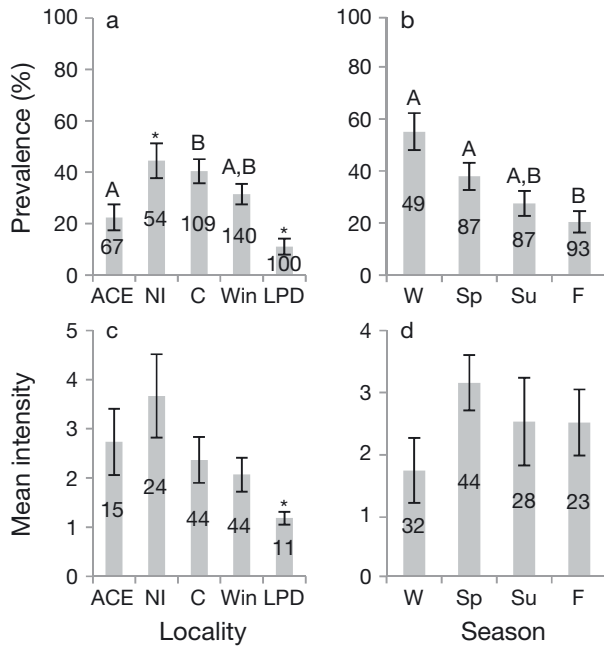 a
Prevalence (%)
100
80
60
40
20
0
A
*
B
A,B
*
67
54
109
140
100
ACE NI C Win LPD
b
100
80
60
40
20
0
A
A
A,B
B
49
87
87
93
W Sp Su F
c
Mean intensity
5
4
3
2
1
0
*
15
24
44
44
11
ACE NI C Win LPD
Locality
d
4
3
2
1
0
32
44
28
23
W Sp Su F
Season